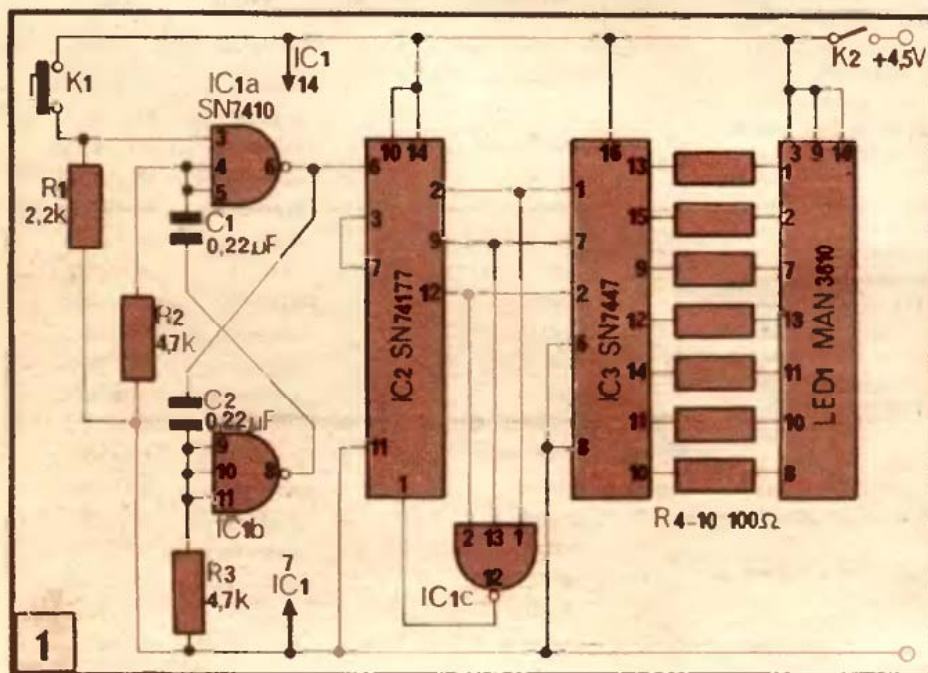 K1
IC1
14
K2
+4,5V
IC1a
SN7410
3
4
5
6
R1
2,2k
C1
0,22µF
R2
4,7k
C2
0,22µF
9
10
11
8
IC1b
R3
4,7k
7
IC1
10 14
6
3
7
11
2
9
12
1
IC2 SN74177
2 13 1
12
IC1c
16
1
7
2
6
8
13
15
9
12
14
11
10
IC3 SN7447
R4-10 100Ω
3 9 14
1
2
7
13
11
10
8
LED1 MAN3610
1